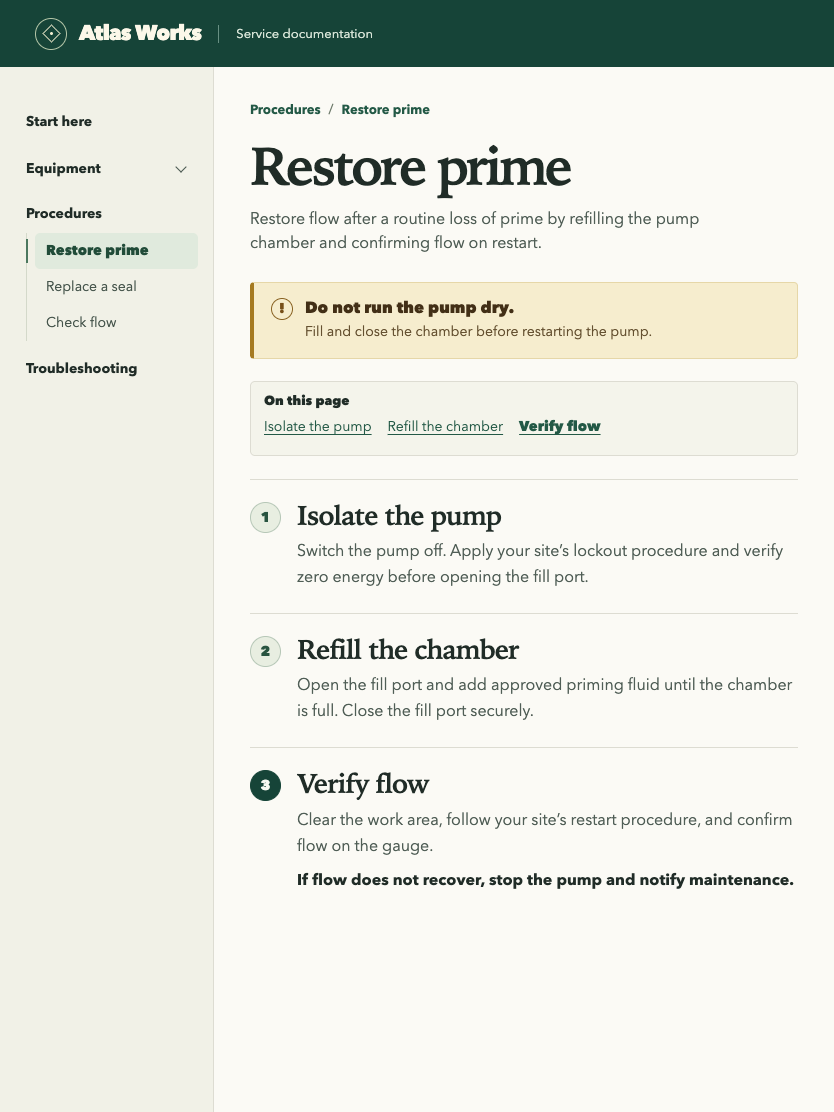 Atlas Works
Service documentation
Start here
Equipment
Procedures
Restore prime
Replace a seal
Check flow
Troubleshooting
Procedures / Restore prime
Restore prime
Restore flow after a routine loss of prime by refilling the pump
chamber and confirming flow on restart.
!
Do not run the pump dry.
Fill and close the chamber before restarting the pump.
On this page
Isolate the pump Refill the chamber Verify flow
1 Isolate the pump
Switch the pump off. Apply your site’s lockout procedure and verify
zero energy before opening the fill port.
2 Refill the chamber
Open the fill port and add approved priming fluid until the chamber
is full. Close the fill port securely.
3 Verify flow
Clear the work area, follow your site’s restart procedure, and confirm
flow on the gauge.
If flow does not recover, stop the pump and notify maintenance.